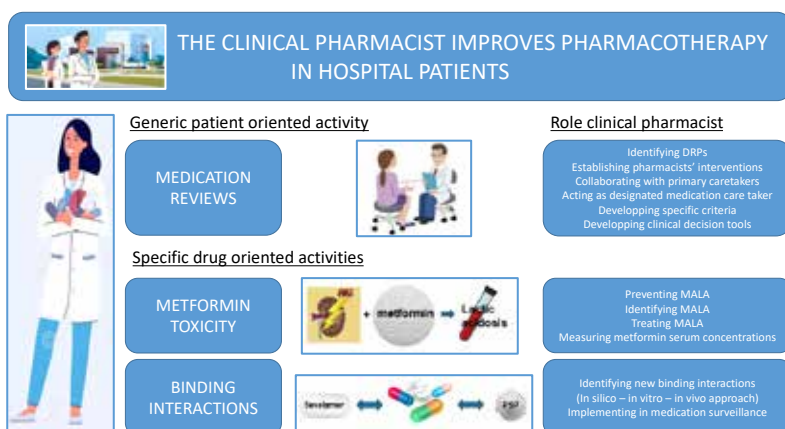 THE CLINICAL PHARMACIST IMPROVES PHARMACOTHERAPY
IN HOSPITAL PATIENTS
Generic patient oriented activity
Role clinical pharmacist
MEDICATION
REVIEWS
Identifying DRPs
Establishing pharmacists' interventions
Collaborating with primary caretakers
Acting as designated medication care taker
Developping specific criteria
Developping clinical decision tools
Specific drug oriented activities
METFORMIN
TOXICITY
+ metformin
Lactic
acidosis
Preventing MALA
Identifying MALA
Treating MALA
Measuring metformin serum concentrations
BINDING
INTERACTIONS
Sevelamer
PSP
Identifying new binding interactions
(In silico – in vitro – in vivo approach)
Implementing in medication surveillance